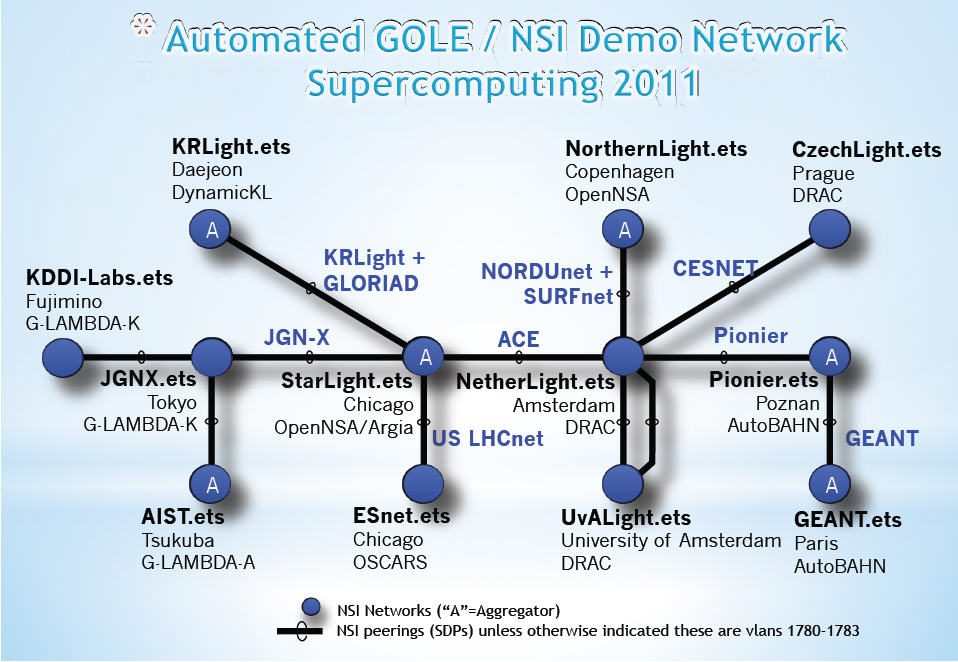 * Automated GOLE / NSI Demo Network
Supercomputing 2011
KRLight.ets
Daejeon
DynamicKL
A
NorthernLight.ets
Copenhagen
OpenNSA
A
CzechLight.ets
Prague
DRAC
KRLight +
GLORIAD
NORDUnet +
SURFnet
CESNET
KDDI-Labs.ets
Fujimino
G-LAMBDA-K
JGN-X
ACE
Pionier
A
A
JGNX.ets
Tokyo
G-LAMBDA-K
StarLight.ets
Chicago
OpenNSA/Argia
NetherLight.ets
Amsterdam
DRAC
Pionier.ets
Poznan
AutoBAHN
US LHCnet
GEANT
A
A
AIST.ets
Tsukuba
G-LAMBDA-A
ESnet.ets
Chicago
OSCARS
UvALight.ets
University of Amsterdam
DRAC
GEANT.ets
Paris
AutoBAHN
NSI Networks (“A”=Aggregator)
NSI peerings (SDPs) unless otherwise indicated these are vlans 1780-1783